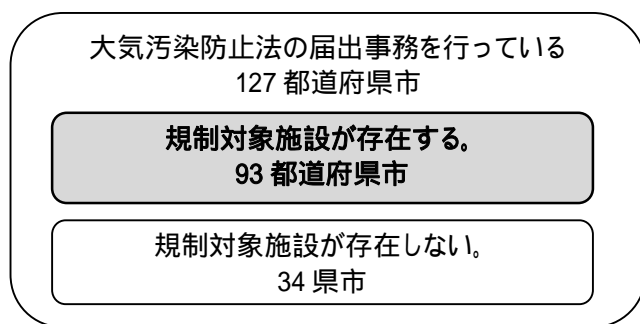 大気汚染防止法の届出事務を行っている
127 都道府県市
規制対象施設が存在する。
93 都道府県市
規制対象施設が存在しない。
34 県市